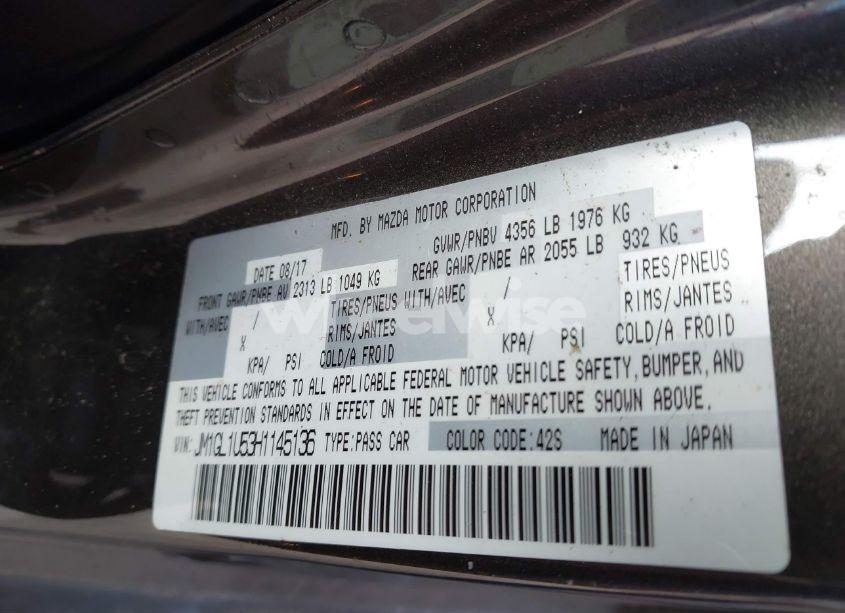 MFD. BY MAZDA MOTOR CORPORATION
DATE 08/17 GVWR/PNBV 4356 LB 1976 KG
FRONT GAWR/PNBE AV 2313 LB 1049 KG REAR GAWR/PNBE AR 2055 LB 932 KG
WITH/AVEC / TIRES/PNEUS WITH/AVEC / TIRES/PNEUS
X RIMS/JANTES X RIMS/JANTES
KPA/ PSI COLD/A FROID KPA/ PSI COLD/A FROID
THIS VEHICLE CONFORMS TO ALL APPLICABLE FEDERAL MOTOR VEHICLE SAFETY, BUMPER, AND
THEFT PREVENTION STANDARDS IN EFFECT ON THE DATE OF MANUFACTURE SHOWN ABOVE.
VIN: JM1GL1U53H1145136 TYPE:PASS CAR COLOR CODE:42S MADE IN JAPAN